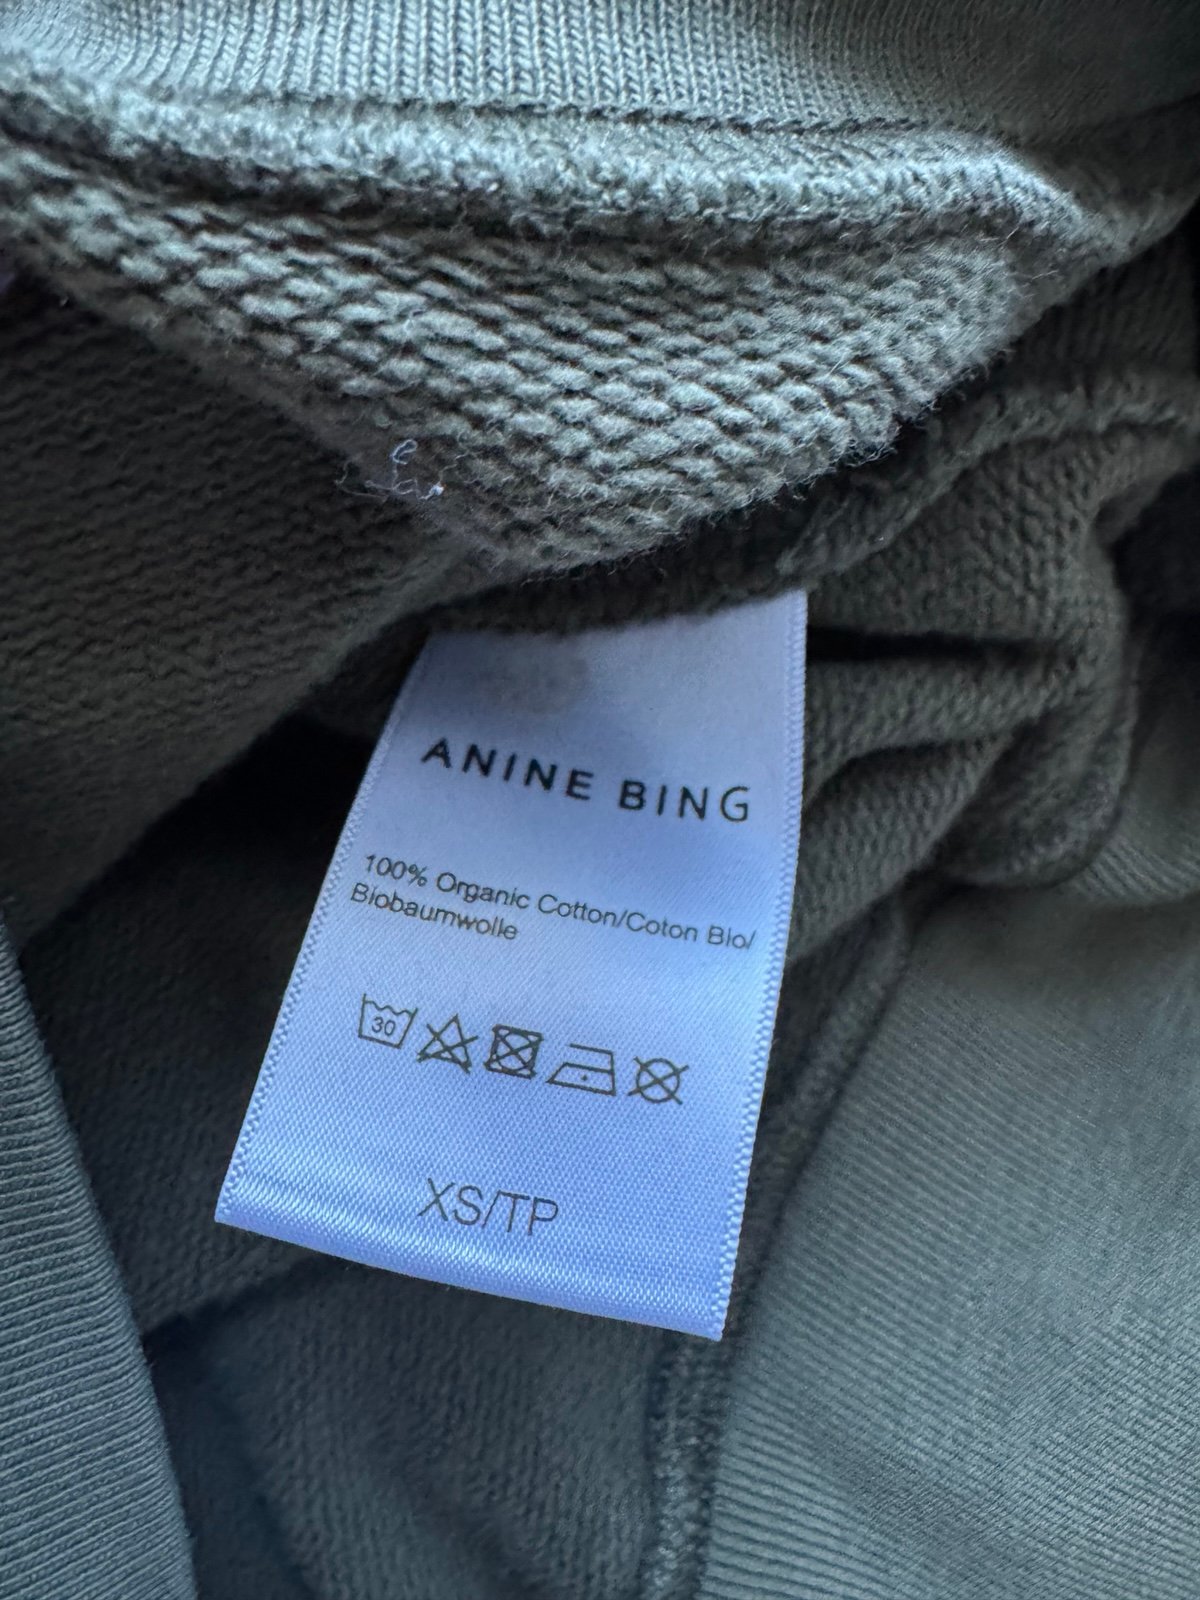 ANINE BING
100% Organic Cotton/Coton Bio/
Biobaumwolle
30
XS/TP